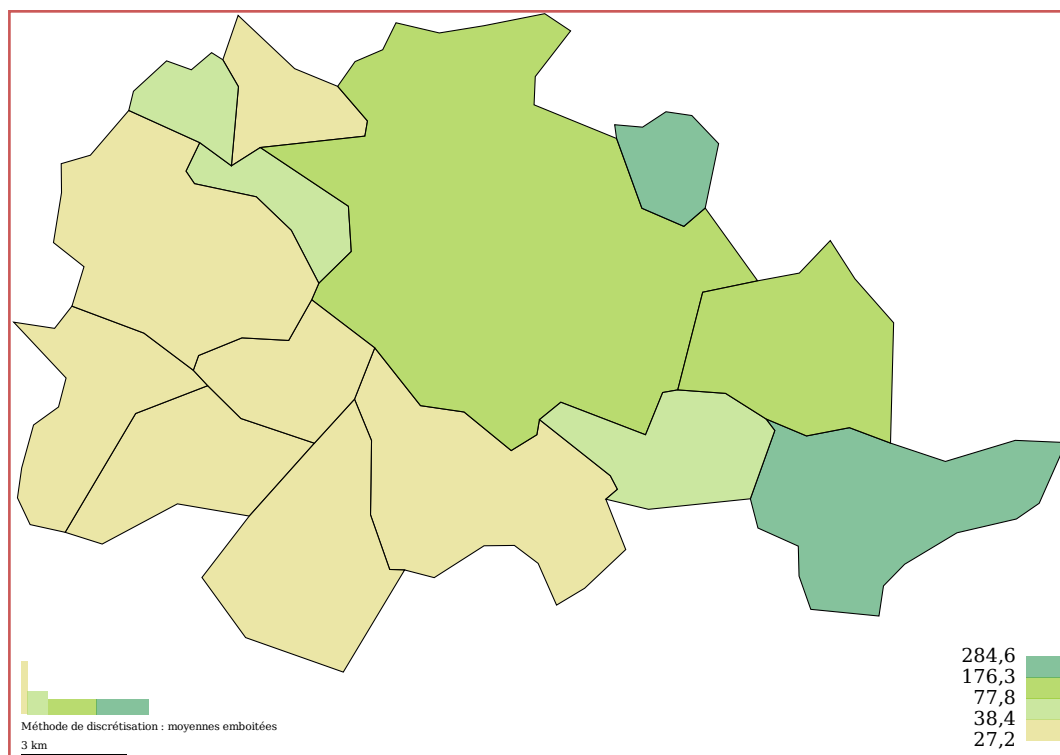 284,6
176,3
77,8
38,4
27,2
Méthode de discrétisation : moyennes emboitées
3 km